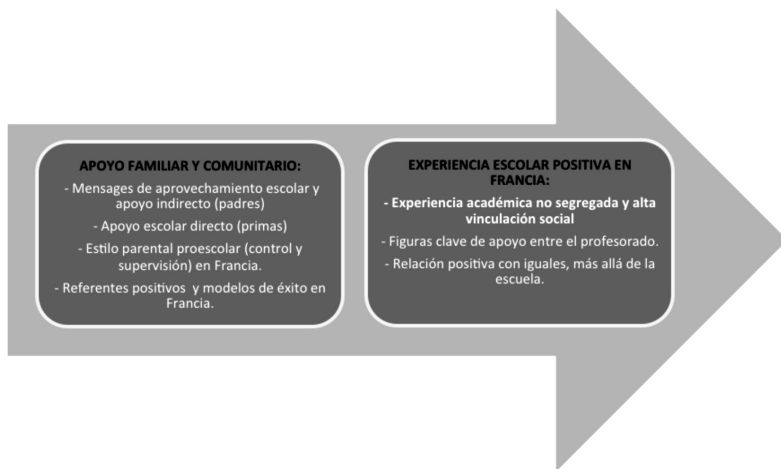 APOYO FAMILIAR Y COMUNITARIO:
- Mensages de aprovechamiento escolar y
apoyo indirecto (padres)
- Apoyo escolar directo (primas)
- Estilo parental proescolar (control y
supervisión) en Francia.
- Referentes positivos y modelos de éxito en
Francia.
EXPERIENCIA ESCOLAR POSITIVA EN
FRANCIA:
- Experiencia académica no segregada y alta
vinculación social
- Figuras clave de apoyo entre el profesorado.
- Relación positiva con iguales, más allá de la
escuela.